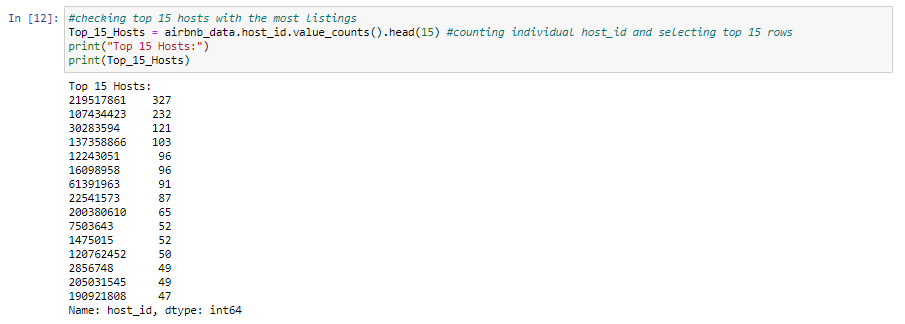 In [12]: #checking top 15 hosts with the most listings
Top_15_Hosts = airbnb_data.host_id.value_counts().head(15) #counting individual host_id and selecting top 15 rows
print("Top 15 Hosts:")
print(Top_15_Hosts)
Top 15 Hosts:
219517861    327
107434423    232
30283594     121
137358866    103
12243051      96
16098958      96
61391963      91
22541573      87
200380610     65
7503643       52
1475015       52
120762452     50
2856748       49
205031545     49
190921808     47
Name: host_id, dtype: int64